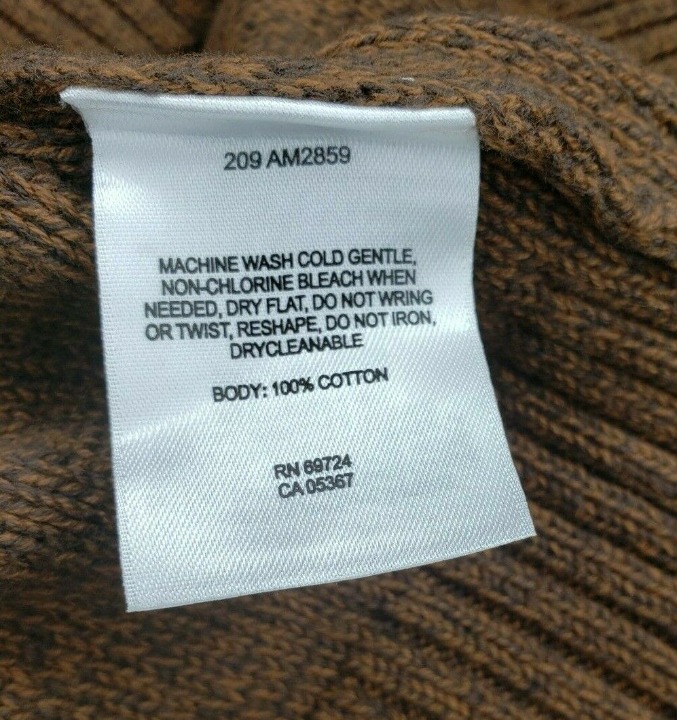 209 AM2859
MACHINE WASH COLD GENTLE,
NON-CHLORINE BLEACH WHEN
NEEDED, DRY FLAT, DO NOT WRING
OR TWIST, RESHAPE, DO NOT IRON,
DRYCLEANABLE
BODY: 100% COTTON
RN 69724
CA 05367